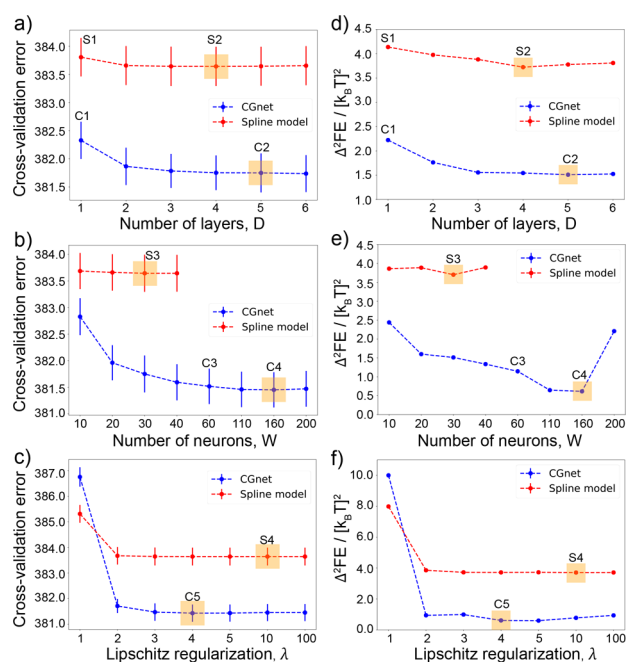 a)
Cross-validation error
384.0
383.5
383.0
382.5
382.0
381.5
S1
S2
C1
C2
CGnet
Spline model
1 2 3 4 5 6
Number of layers, D
d)
Δ²FE / [k_BT]²
4.5
4.0
3.5
3.0
2.5
2.0
1.5
1.0
S1
S2
C1
C2
CGnet
Spline model
1 2 3 4 5 6
Number of layers, D
b)
Cross-validation error
384.0
383.5
383.0
382.5
382.0
381.5
381.0
S3
C3
C4
CGnet
Spline model
10 20 30 40 60 110 160 200
Number of neurons, W
e)
Δ²FE / [k_BT]²
4.5
4.0
3.5
3.0
2.5
2.0
1.5
1.0
0.5
0.0
S3
C3
C4
CGnet
Spline model
10 20 30 40 60 110 160 200
Number of neurons, W
c)
Cross-validation error
387.0
386.0
385.0
384.0
383.0
382.0
381.0
S4
C5
CGnet
Spline model
1 2 3 4 5 10 100
Lipschitz regularization, λ
f)
Δ²FE / [k_BT]²
10.0
8.0
6.0
4.0
2.0
0.0
S4
C5
CGnet
Spline model
1 2 3 4 5 10 100
Lipschitz regularization, λ